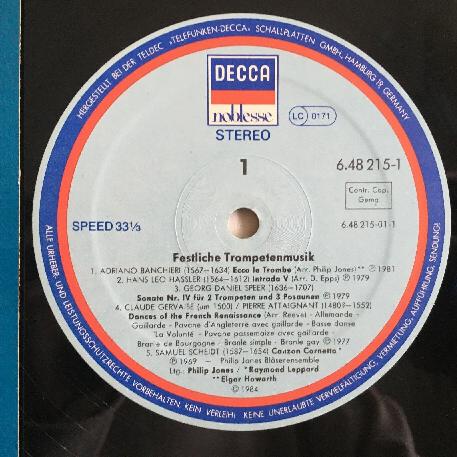 HERGESTELLT BEI DER TELDEC »TELEFUNKEN-DECCA« SCHALLPLATTEN GMBH, HAMBURG 19 GERMANY
DECCA
noblesse
STEREO
LC 0171
1
6.48 215-1
Contr. Cop.
Gema
SPEED 33⅓
6.48 215-01-1
Festliche Trompetenmusik
1. ADRIANO BANCHIERI (1567–1634) Ecco la Trombe (Arr. Philip Jones)** ℗ 1981
2. HANS LEO HASSLER (1564–1612) Intrada V (Arr. D. Epps) ℗ 1979
3. GEORG DANIEL SPEER (1636–1707)
Sonata Nr. IV für 2 Trompeten und 3 Posaunen ℗ 1979
4. CLAUDE GERVAISE (um 1500) / PIERRE ATTAIGNANT (1480?–1552)
Dances of the French Renaissance (Arr. Reeve) Allemande -
Gaillarde - Pavane d'Angleterre avec gaillarde - Basse danse
'La Volunté' - Pavane passemaize avec gaillarde -
Branle de Bourgogne - Branle simple - Branle gay ℗ 1977
5. SAMUEL SCHEIDT (1587–1654) Canzon Cornetto*
℗ 1969 – Philip Jones Bläserensemble
Ltg.: Philip Jones / *Raymond Leppard
**Elgar Howarth
℗ 1984
ALLE URHEBER- UND LEISTUNGSSCHUTZRECHTE VORBEHALTEN. KEIN VERLEIH! KEINE UNERLAUBTE VERVIELFÄLTIGUNG, VERMIETUNG, AUFFÜHRUNG, SENDUNG!